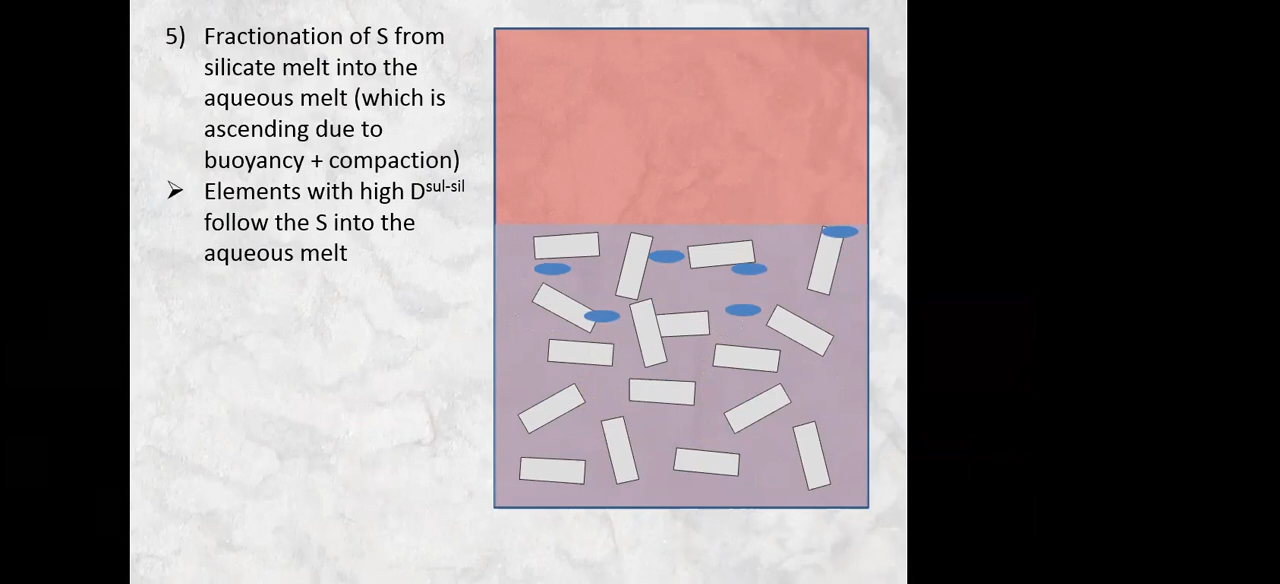 5) Fractionation of S from
silicate melt into the
aqueous melt (which is
ascending due to
buoyancy + compaction)
➢ Elements with high D^sul-sil
follow the S into the
aqueous melt